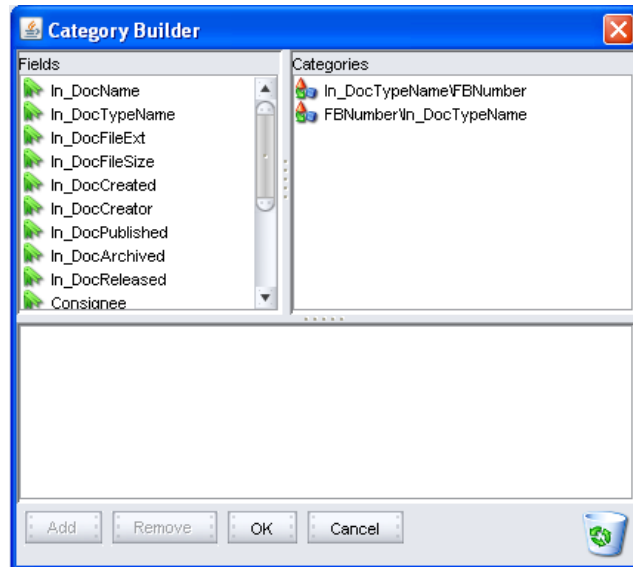 Category Builder
Fields
In_DocName
In_DocTypeName
In_DocFileExt
In_DocFileSize
In_DocCreated
In_DocCreator
In_DocPublished
In_DocArchived
In_DocReleased
Consignee
Categories
In_DocTypeName\FBNumber
FBNumber\In_DocTypeName
Add Remove OK Cancel